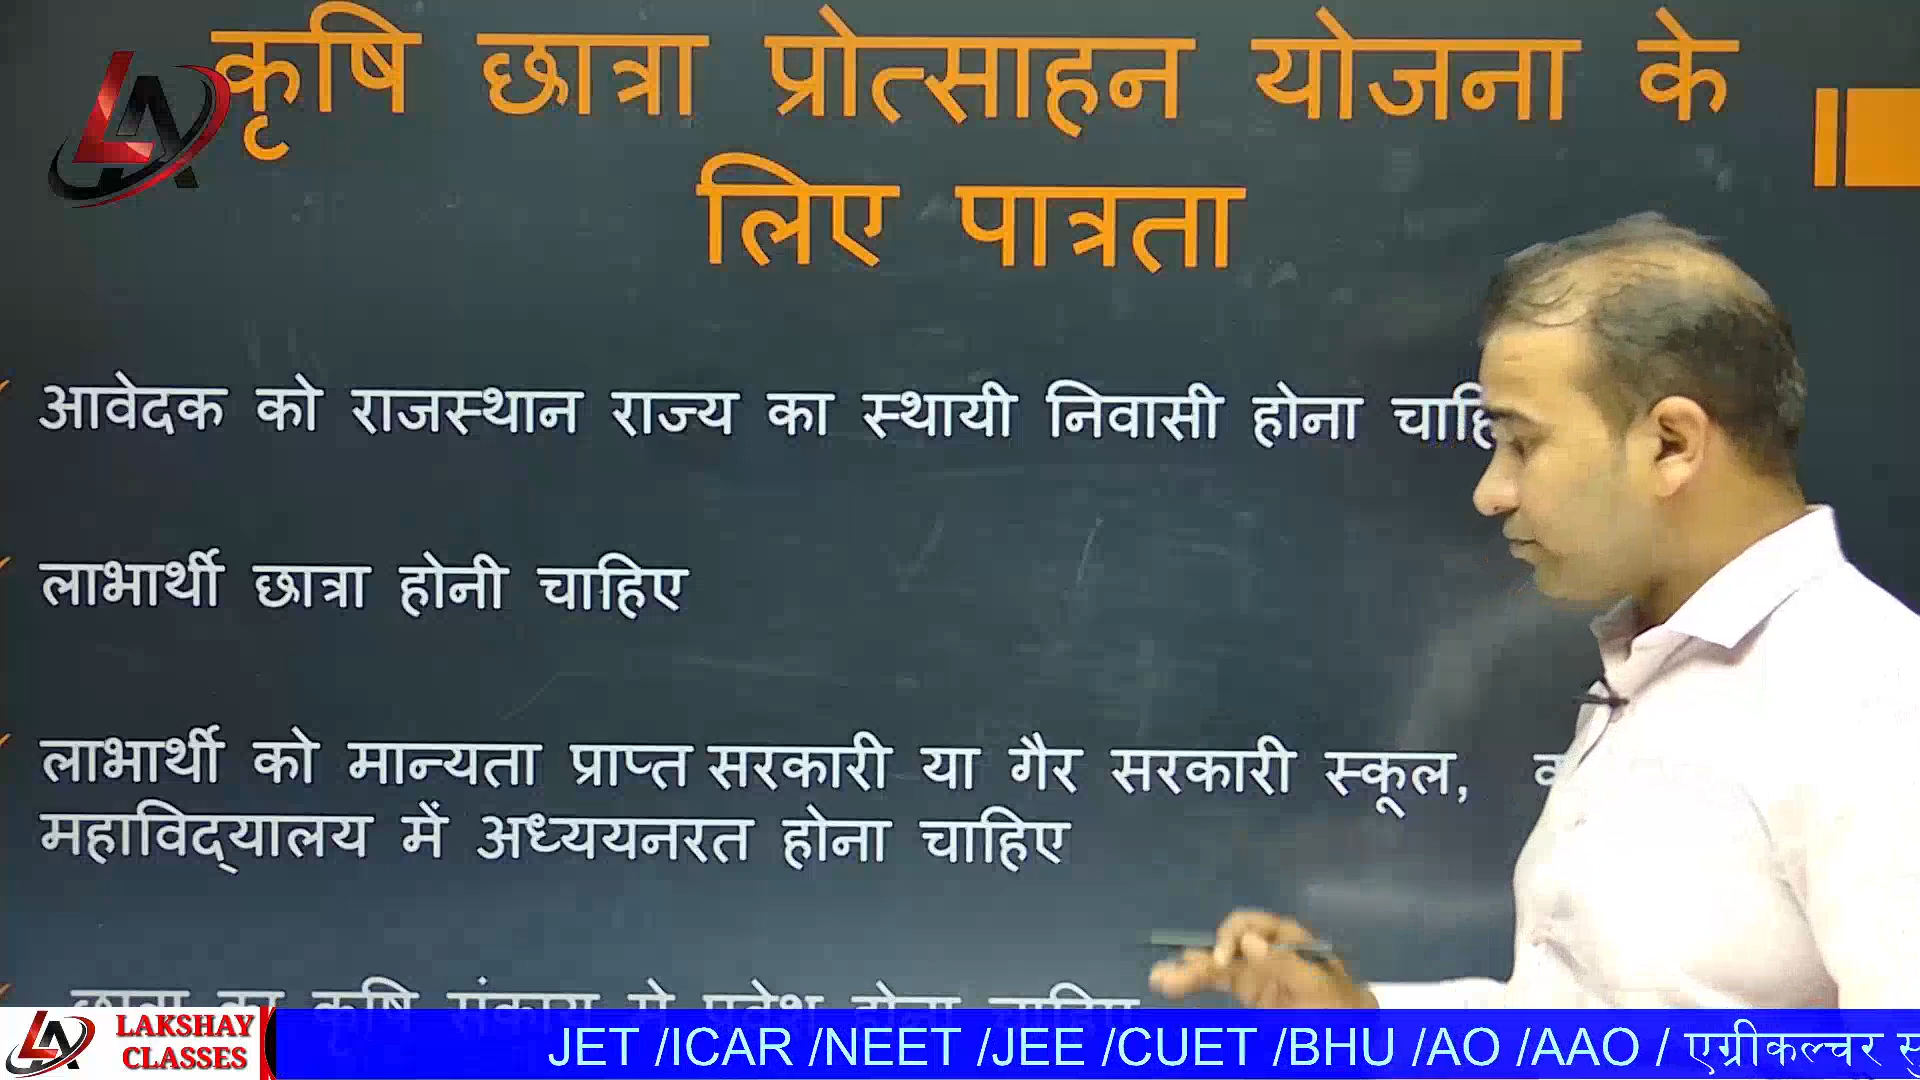 कृषि छात्रा प्रोत्साहन योजना के
लिए पात्रता
आवेदक को राजस्थान राज्य का स्थायी निवासी होना
लाभार्थी छात्रा होनी चाहिए
लाभार्थी को मान्यता प्राप्त सरकारी या गैर सरकारी स्कूल,
महाविद्यालय में अध्ययनरत होना चाहिए
छात्रा का कृषि संकाय मे प्रवेश होना चाहिए
LAKSHAY
CLASSES
JET /ICAR /NEET /JEE /CUET /BHU /AO /AAO / एग्रीकल्चर